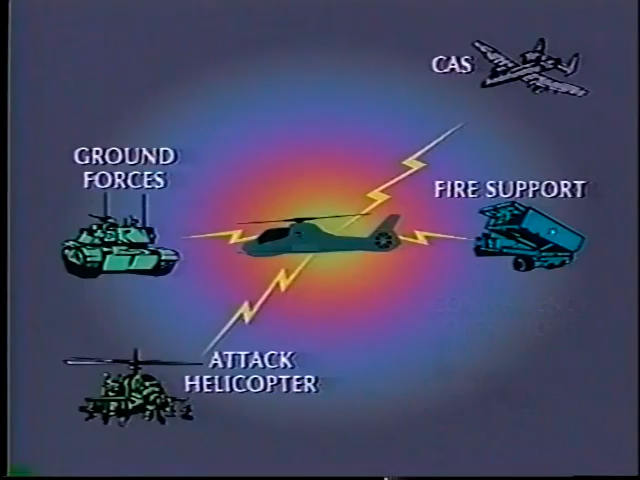 CAS
GROUND
FORCES
FIRE SUPPORT
ATTACK
HELICOPTER